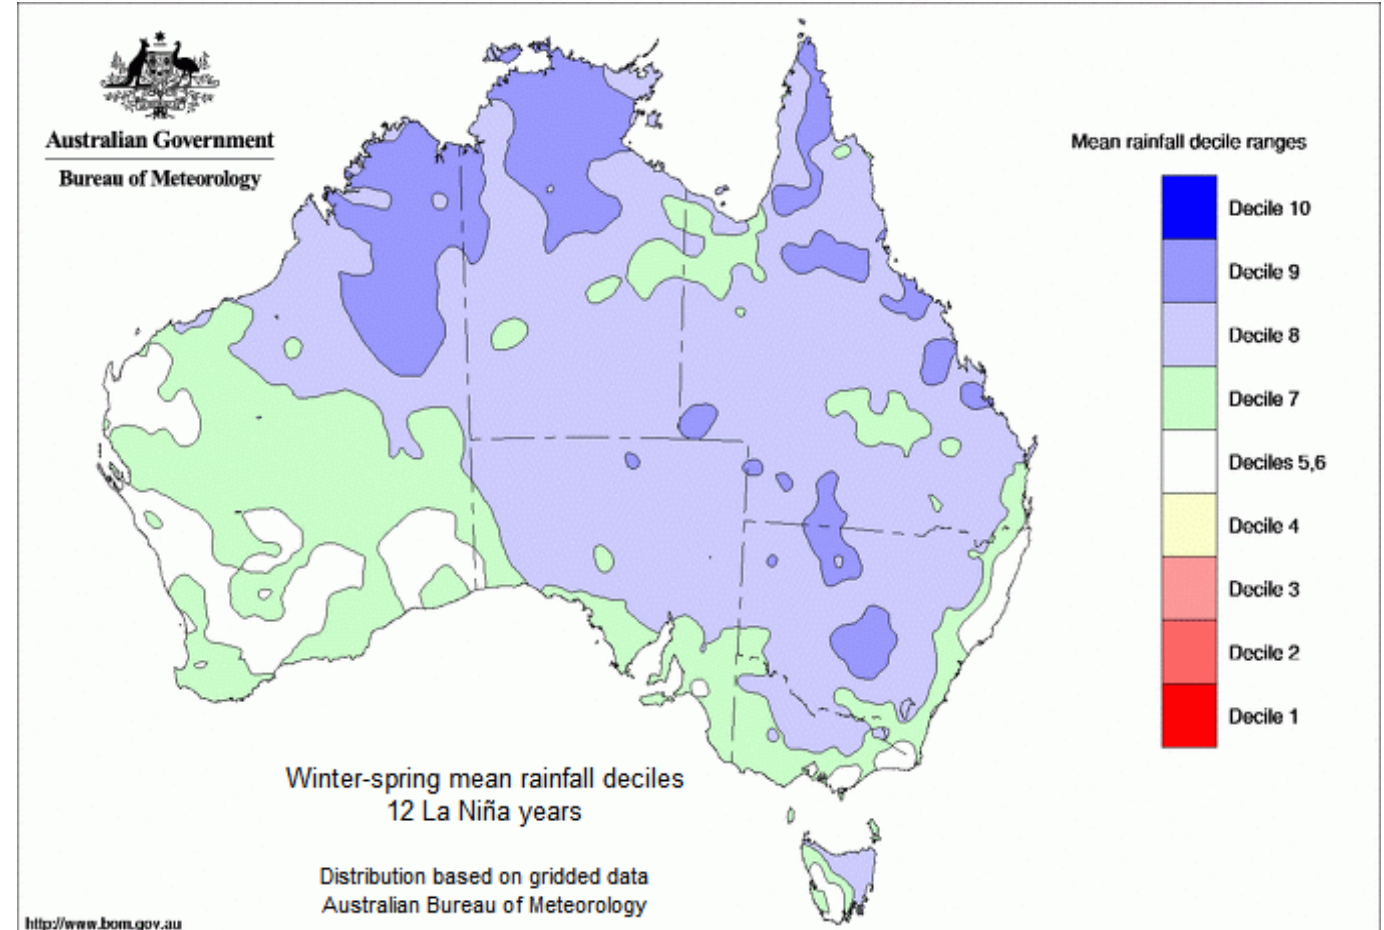 Australian Government
Bureau of Meteorology
Mean rainfall decile ranges
Decile 10
Decile 9
Decile 8
Decile 7
Deciles 5,6
Decile 4
Decile 3
Decile 2
Decile 1
Winter-spring mean rainfall deciles
12 La Niña years
Distribution based on gridded data
Australian Bureau of Meteorology
http://www.bom.gov.au